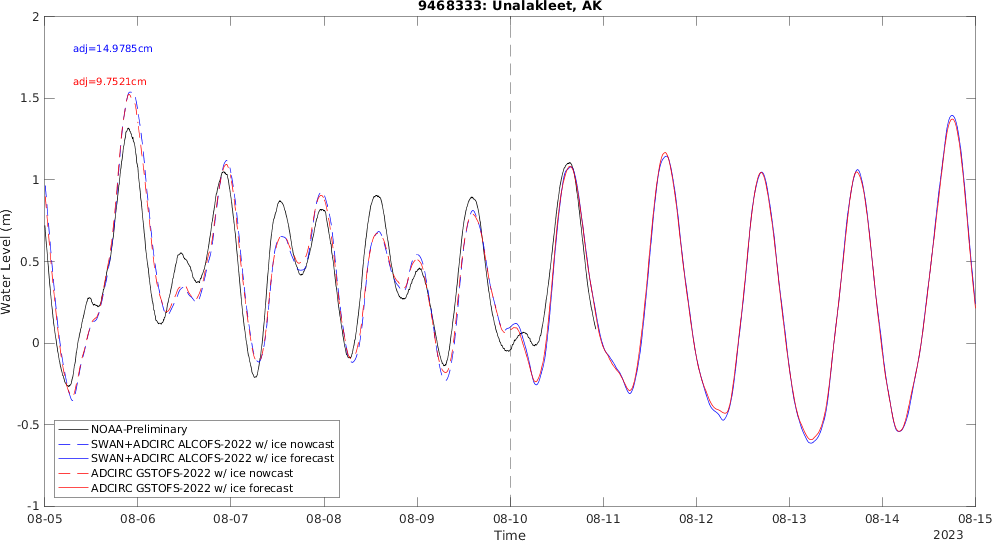 9468333: Unalakleet, AK
adj=14.9785cm
adj=9.7521cm
Water Level (m)
2
1.5
1
0.5
0
-0.5
-1
NOAA-Preliminary
SWAN+ADCIRC ALCOFS-2022 w/ ice nowcast
SWAN+ADCIRC ALCOFS-2022 w/ ice forecast
ADCIRC GSTOFS-2022 w/ ice nowcast
ADCIRC GSTOFS-2022 w/ ice forecast
08-05 08-06 08-07 08-08 08-09 08-10 08-11 08-12 08-13 08-14 08-15
Time
2023